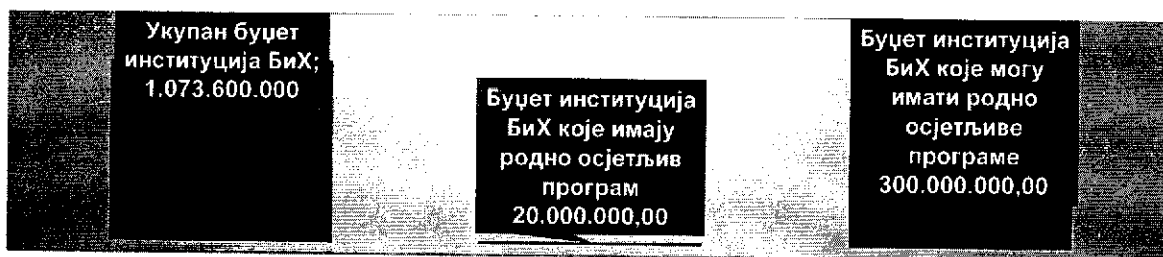 Укупан буџет
институција БиХ;
1.073.600.000
Буџет институција
БиХ које имају
родно осјетљив
програм
20.000.000,00
Буџет институција
БиХ које могу
имати родно
осјетљиве
програме
300.000.000,00